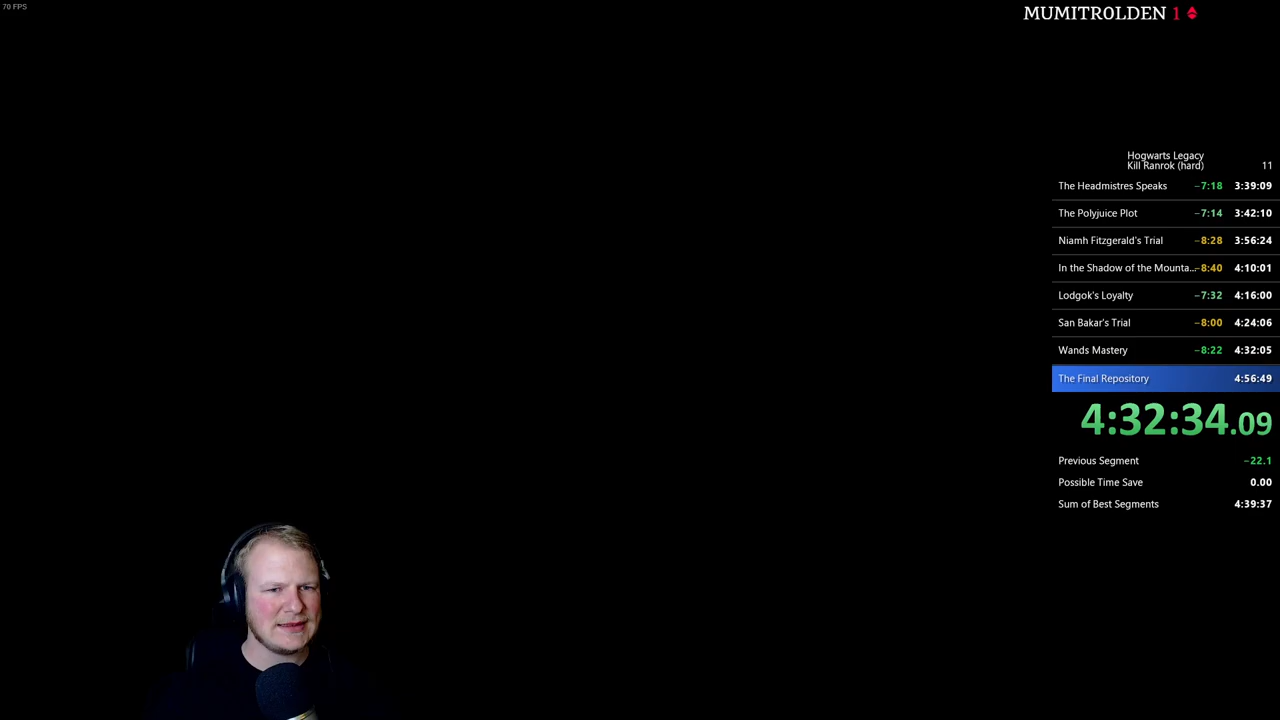 70 FPS
MUMITR0LDEN 1
Hogwarts Legacy
Kill Ranrok (hard) 11
The Headmistres Speaks −7:18 3:39:09
The Polyjuice Plot −7:14 3:42:10
Niamh Fitzgerald's Trial −8:28 3:56:24
In the Shadow of the Mounta... −8:40 4:10:01
Lodgok's Loyalty −7:32 4:16:00
San Bakar's Trial −8:00 4:24:06
Wands Mastery −8:22 4:32:05
The Final Repository 4:56:49
4:32:34.09
Previous Segment −22.1
Possible Time Save 0.00
Sum of Best Segments 4:39:37